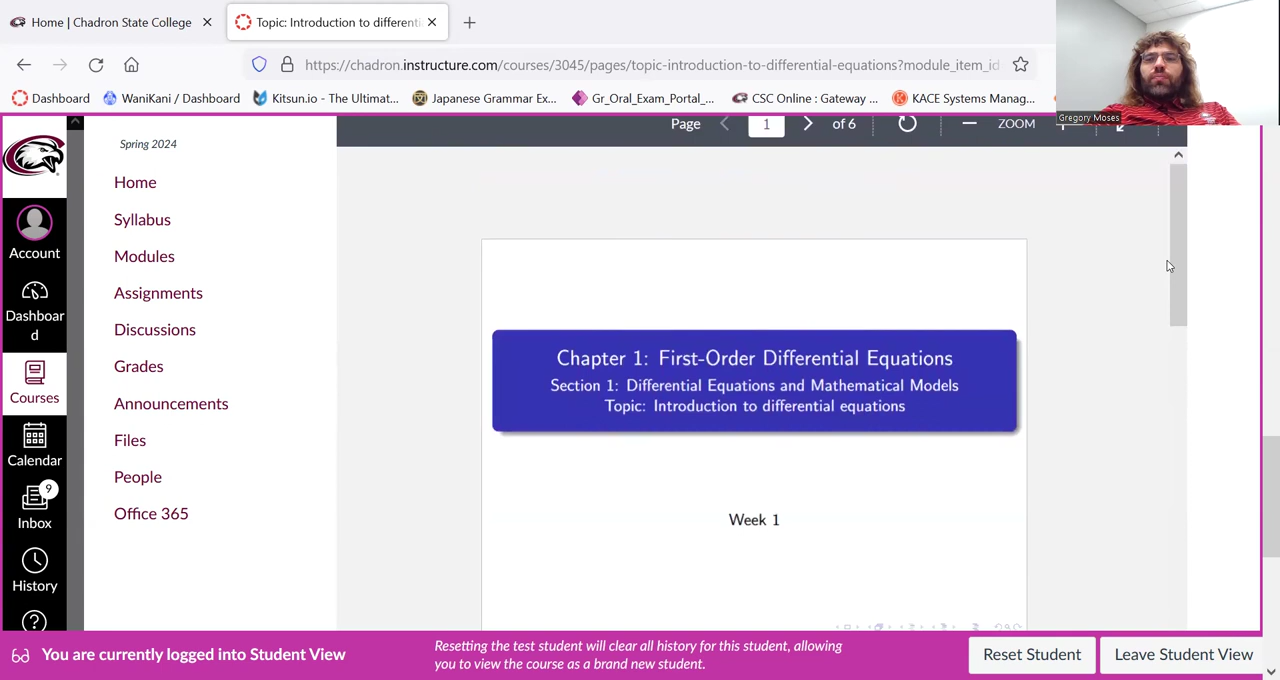 Home | Chadron State College
Topic: Introduction to differenti
https://chadron.instructure.com/courses/3045/pages/topic-introduction-to-differential-equations?module_item_id
Dashboard
WaniKani / Dashboard
Kitsun.io - The Ultimat...
Japanese Grammar Ex...
Gr_Oral_Exam_Portal_...
CSC Online : Gateway ...
KACE Systems Manag...
Gregory Moses
Page 1 of 6 ZOOM
Spring 2024
Home
Syllabus
Modules
Assignments
Discussions
Grades
Announcements
Files
People
Office 365
Account
Dashboar
d
Courses
Calendar
9
Inbox
History
Chapter 1: First-Order Differential Equations
Section 1: Differential Equations and Mathematical Models
Topic: Introduction to differential equations
Week 1
You are currently logged into Student View
Resetting the test student will clear all history for this student, allowing
you to view the course as a brand new student.
Reset Student
Leave Student View